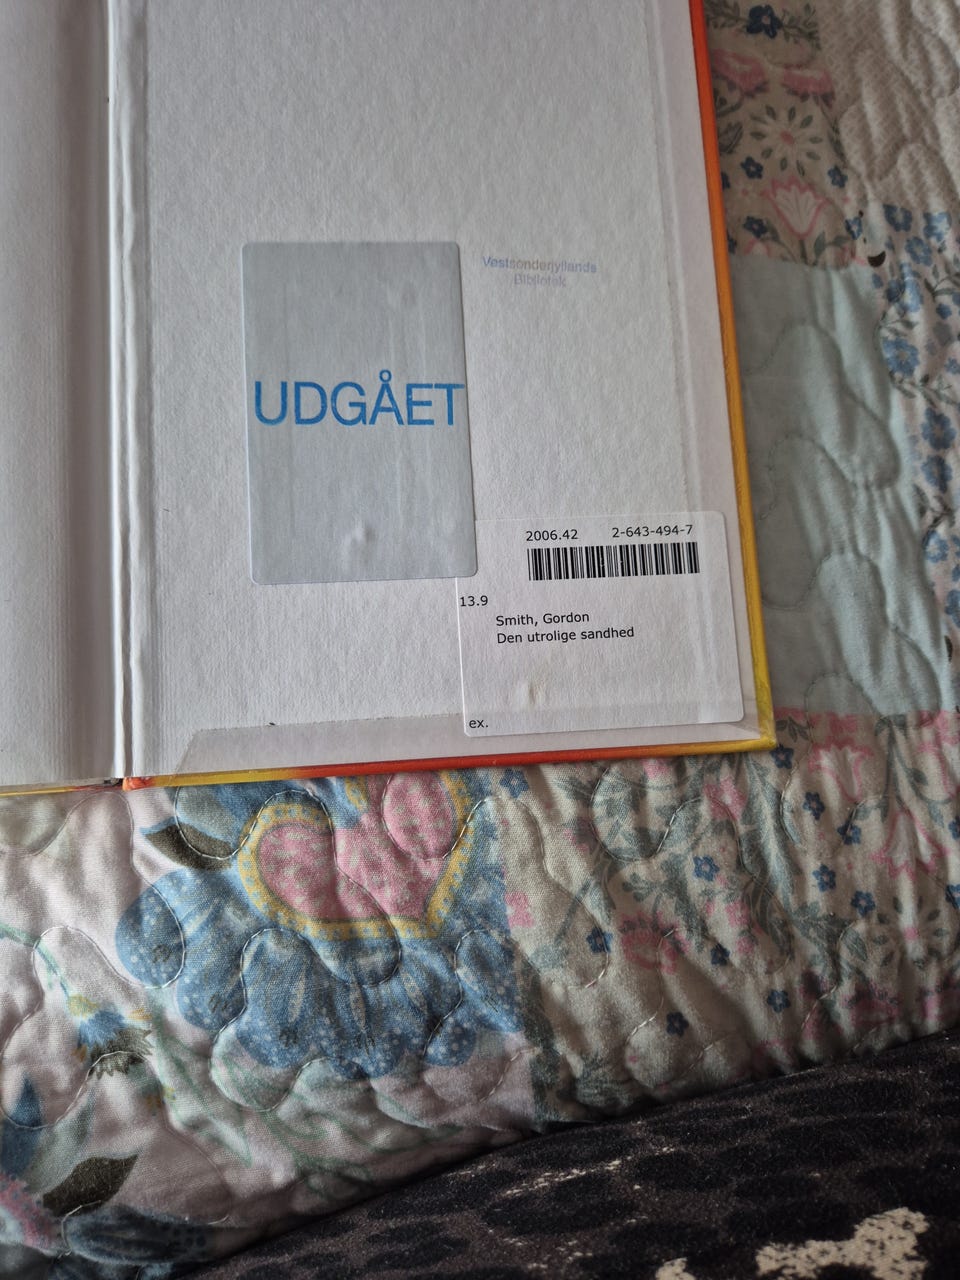 Vestsønderjyllands
Bibliotek
UDGÅET
2006.42 2-643-494-7
13.9
Smith, Gordon
Den utrolige sandhed
ex.